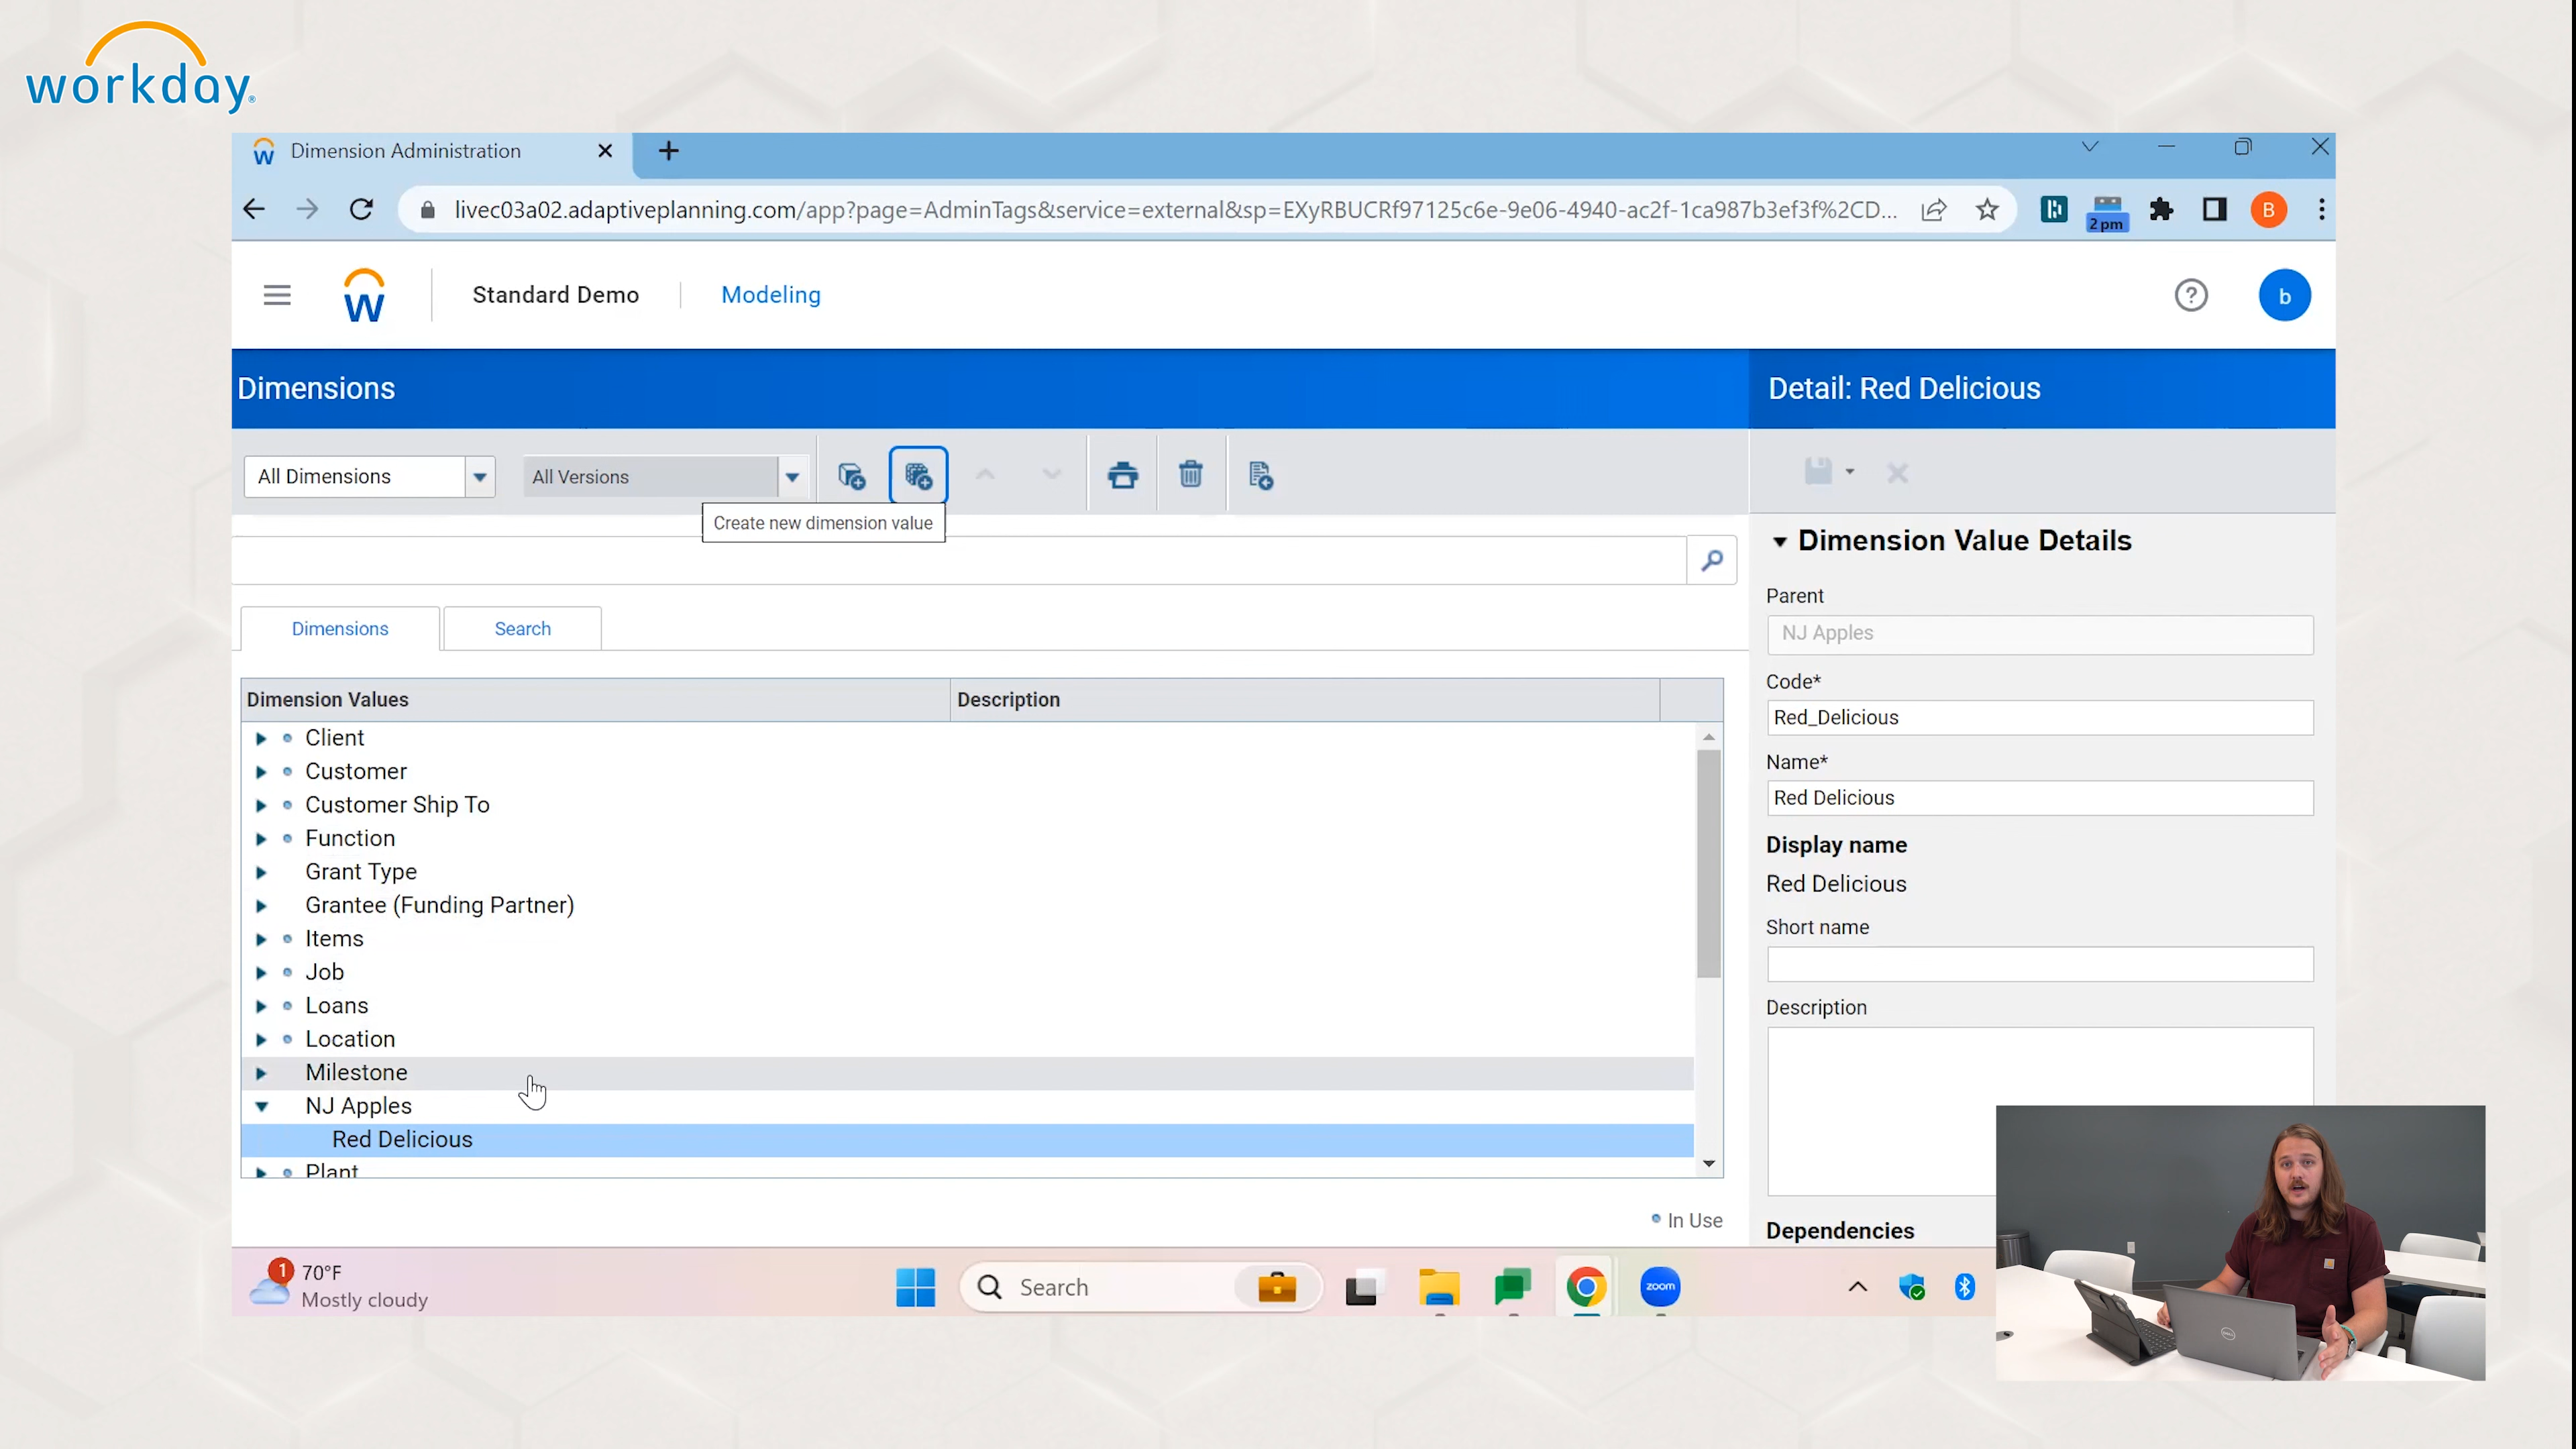 workday®
Dimension Administration
livec03a02.adaptiveplanning.com/app?page=AdminTags&service=external&sp=EXyRBUCRf97125c6e-9e06-4940-ac2f-1ca987b3ef3f%2CD...
2 pm
B
W
Standard Demo
Modeling
?
b
Dimensions
Detail: Red Delicious
All Dimensions
All Versions
Create new dimension value
Dimension Value Details
Parent
NJ Apples
Dimensions
Search
Code*
Red_Delicious
Name*
Red Delicious
Display name
Red Delicious
Short name
Description
Dependencies
Dimension Values
Description
Client
Customer
Customer Ship To
Function
Grant Type
Grantee (Funding Partner)
Items
Job
Loans
Location
Milestone
NJ Apples
Red Delicious
Plant
In Use
1
70°F
Mostly cloudy
Search
zoom
DELL